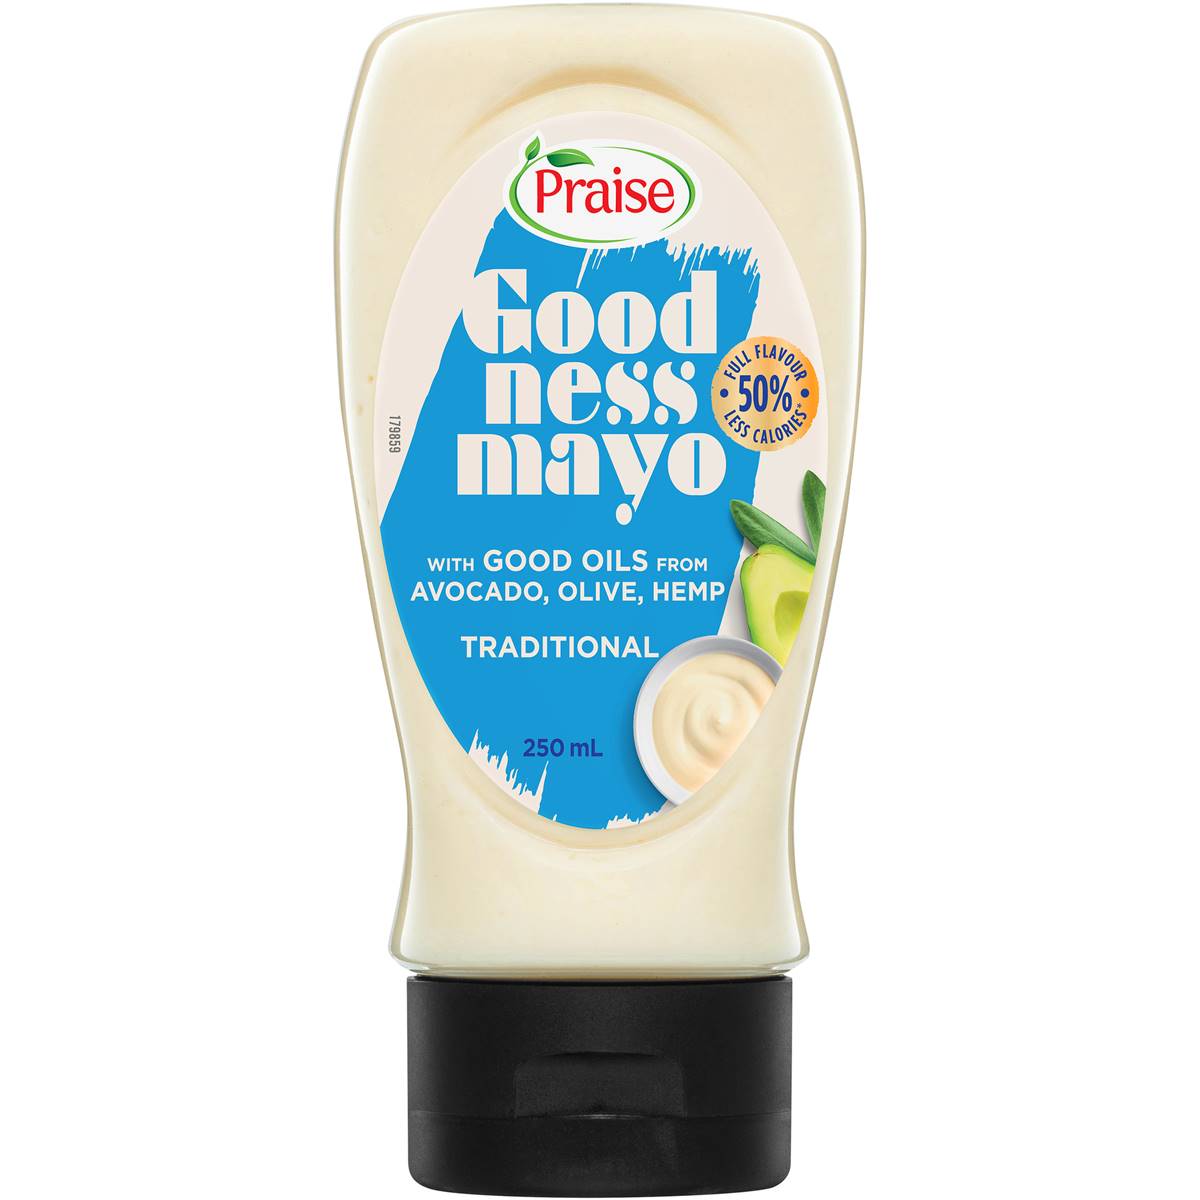 Praise
Good
ness
mayo
FULL FLAVOUR
50%
LESS CALORIES*
WITH GOOD OILS FROM
AVOCADO, OLIVE, HEMP
TRADITIONAL
250 mL
179859